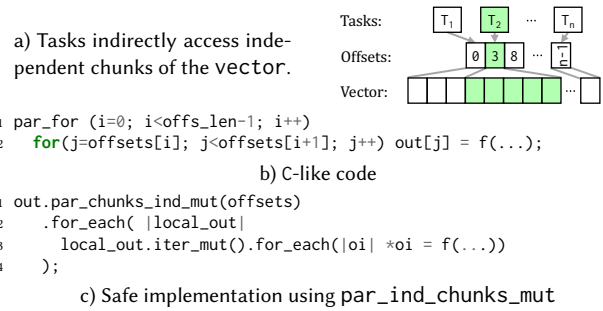 a) Tasks indirectly access inde-
pendent chunks of the vector.
Tasks: T1 T2 ... Tn
Offsets: 0 3 8 ... n-1
Vector: ...
1 par_for (i=0; i<offs_len-1; i++)
2 for(j=offsets[i]; j<offsets[i+1]; j++) out[j] = f(...);
b) C-like code
1 out.par_chunks_ind_mut(offsets)
2 .for_each( |local_out|
3 local_out.iter_mut().for_each(|oi| *oi = f(...))
4 );
c) Safe implementation using par_ind_chunks_mut